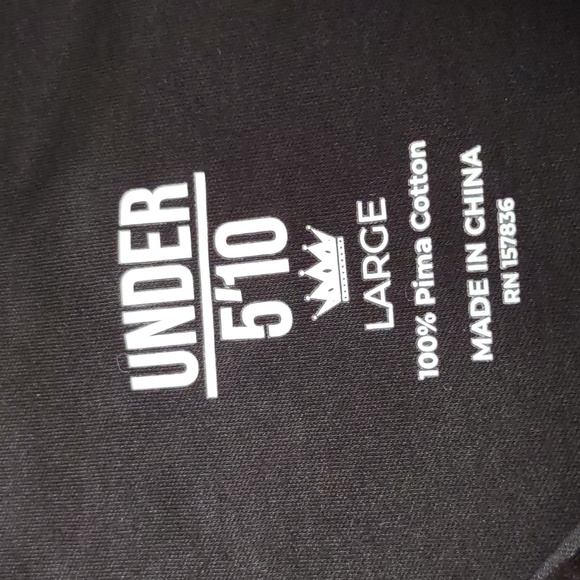 UNDER
5'10
LARGE
100% Pima Cotton
MADE IN CHINA
RN 157836